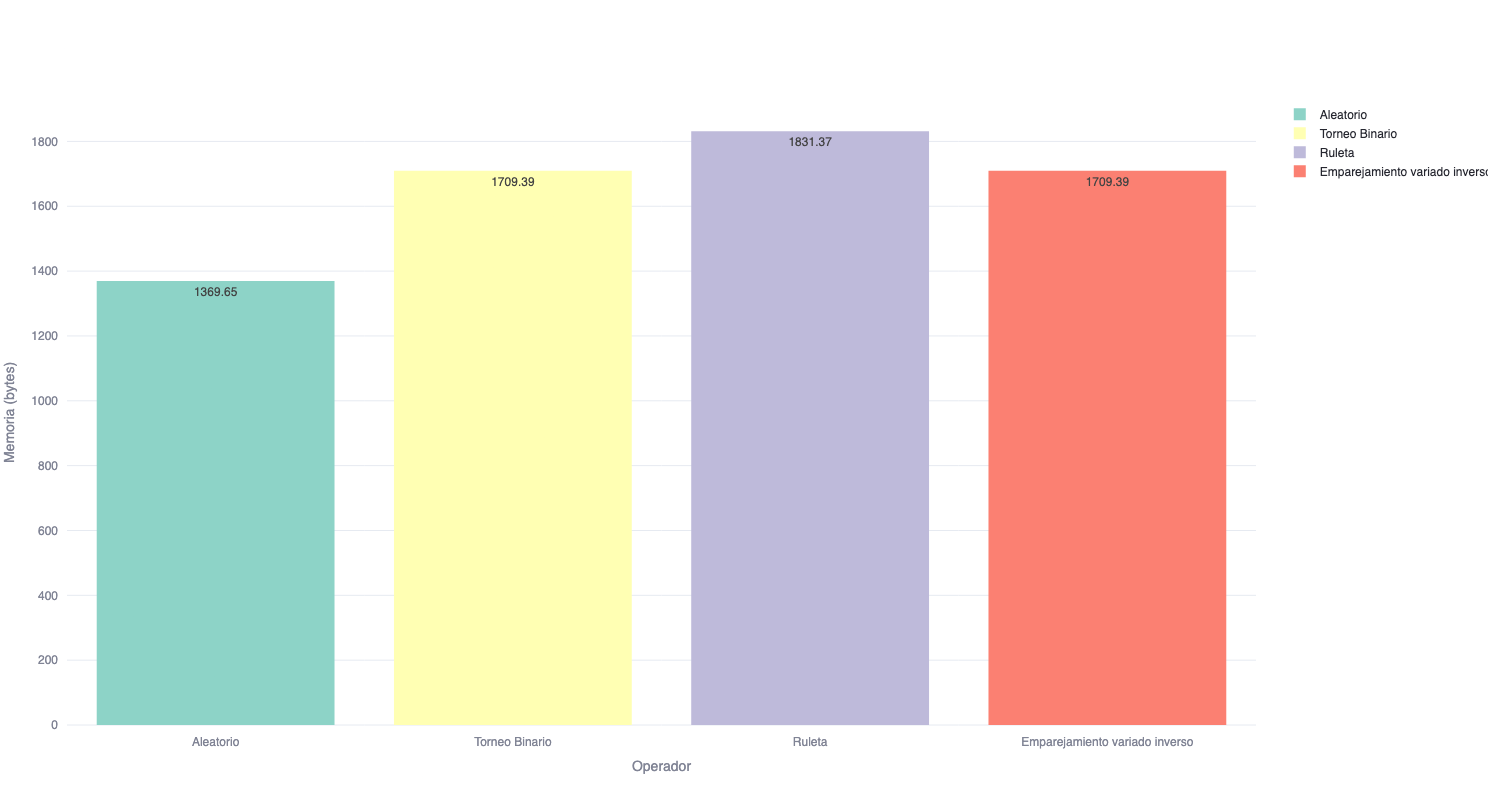 Aleatorio
Torneo Binario
Ruleta
Emparejamiento variado inverso
1800
1600
1400
1200
1000
800
600
400
200
0
Memoria (bytes)
1369.65
1709.39
1831.37
1709.39
Aleatorio
Torneo Binario
Ruleta
Emparejamiento variado inverso
Operador